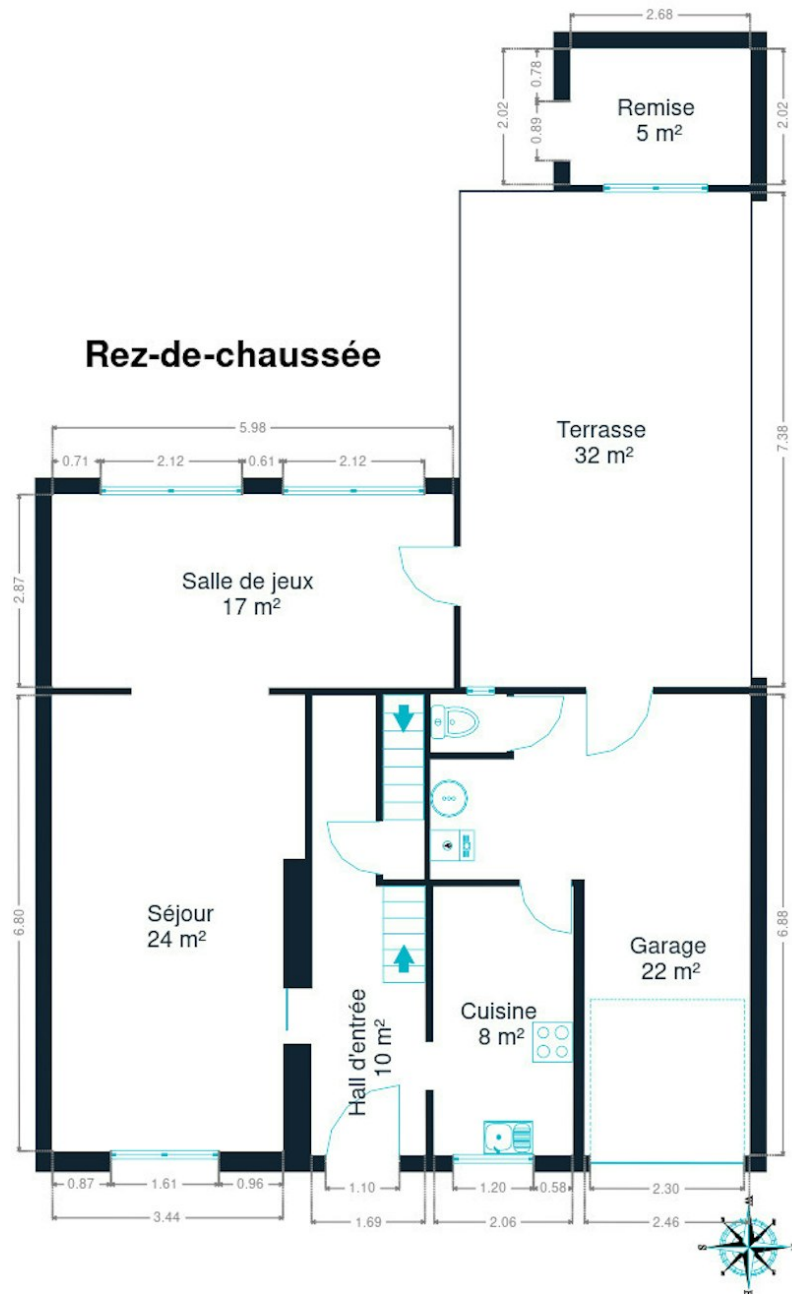 2.68
0.78
2.02
0.89
2.02
Remise
5 m²
Rez-de-chaussée
Terrasse
32 m²
7.38
5.98
0.71
2.12
0.61
2.12
2.87
Salle de jeux
17 m²
6.80
Séjour
24 m²
Hall d'entrée
10 m²
Cuisine
8 m²
Garage
22 m²
6.88
0.87
1.61
0.96
1.10
1.20
0.58
2.30
3.44
1.69
2.06
2.46